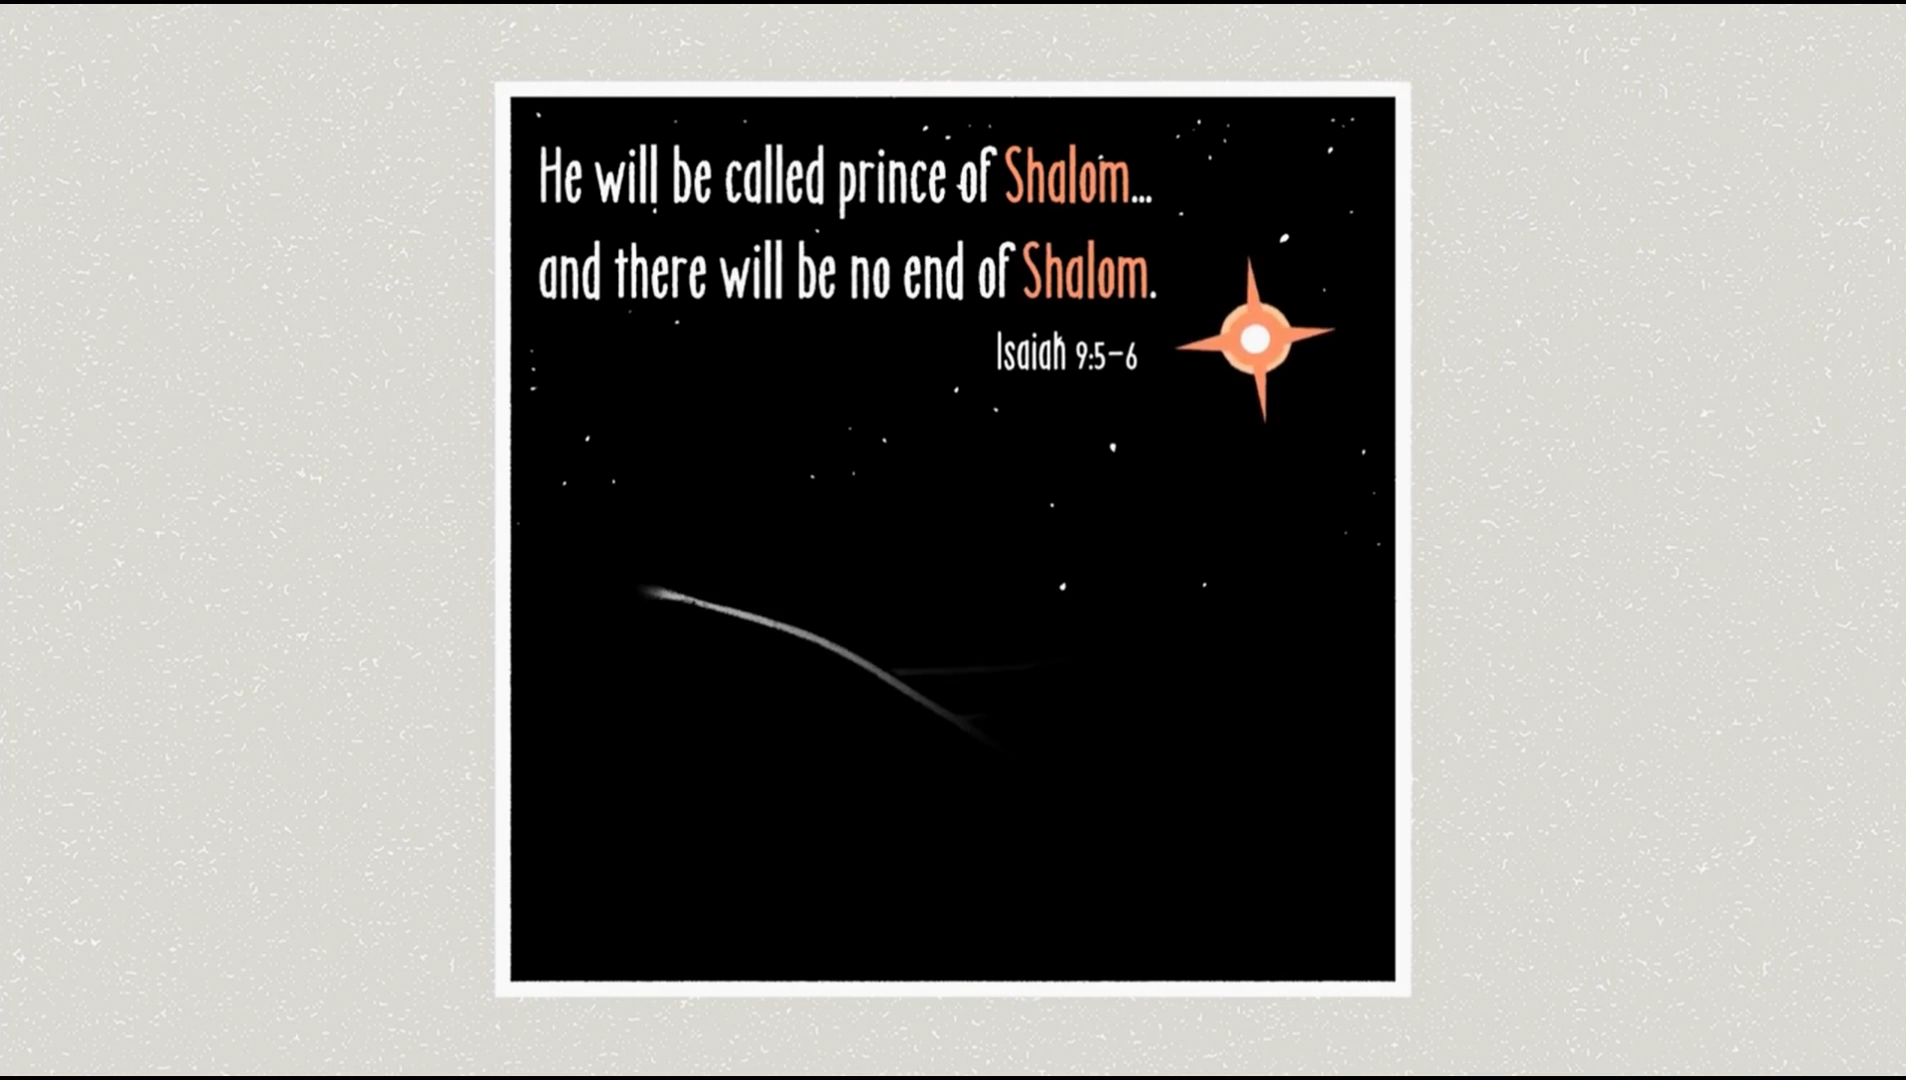 He will be called prince of Shalom...
and there will be no end of Shalom.
Isaiah 9:5–6